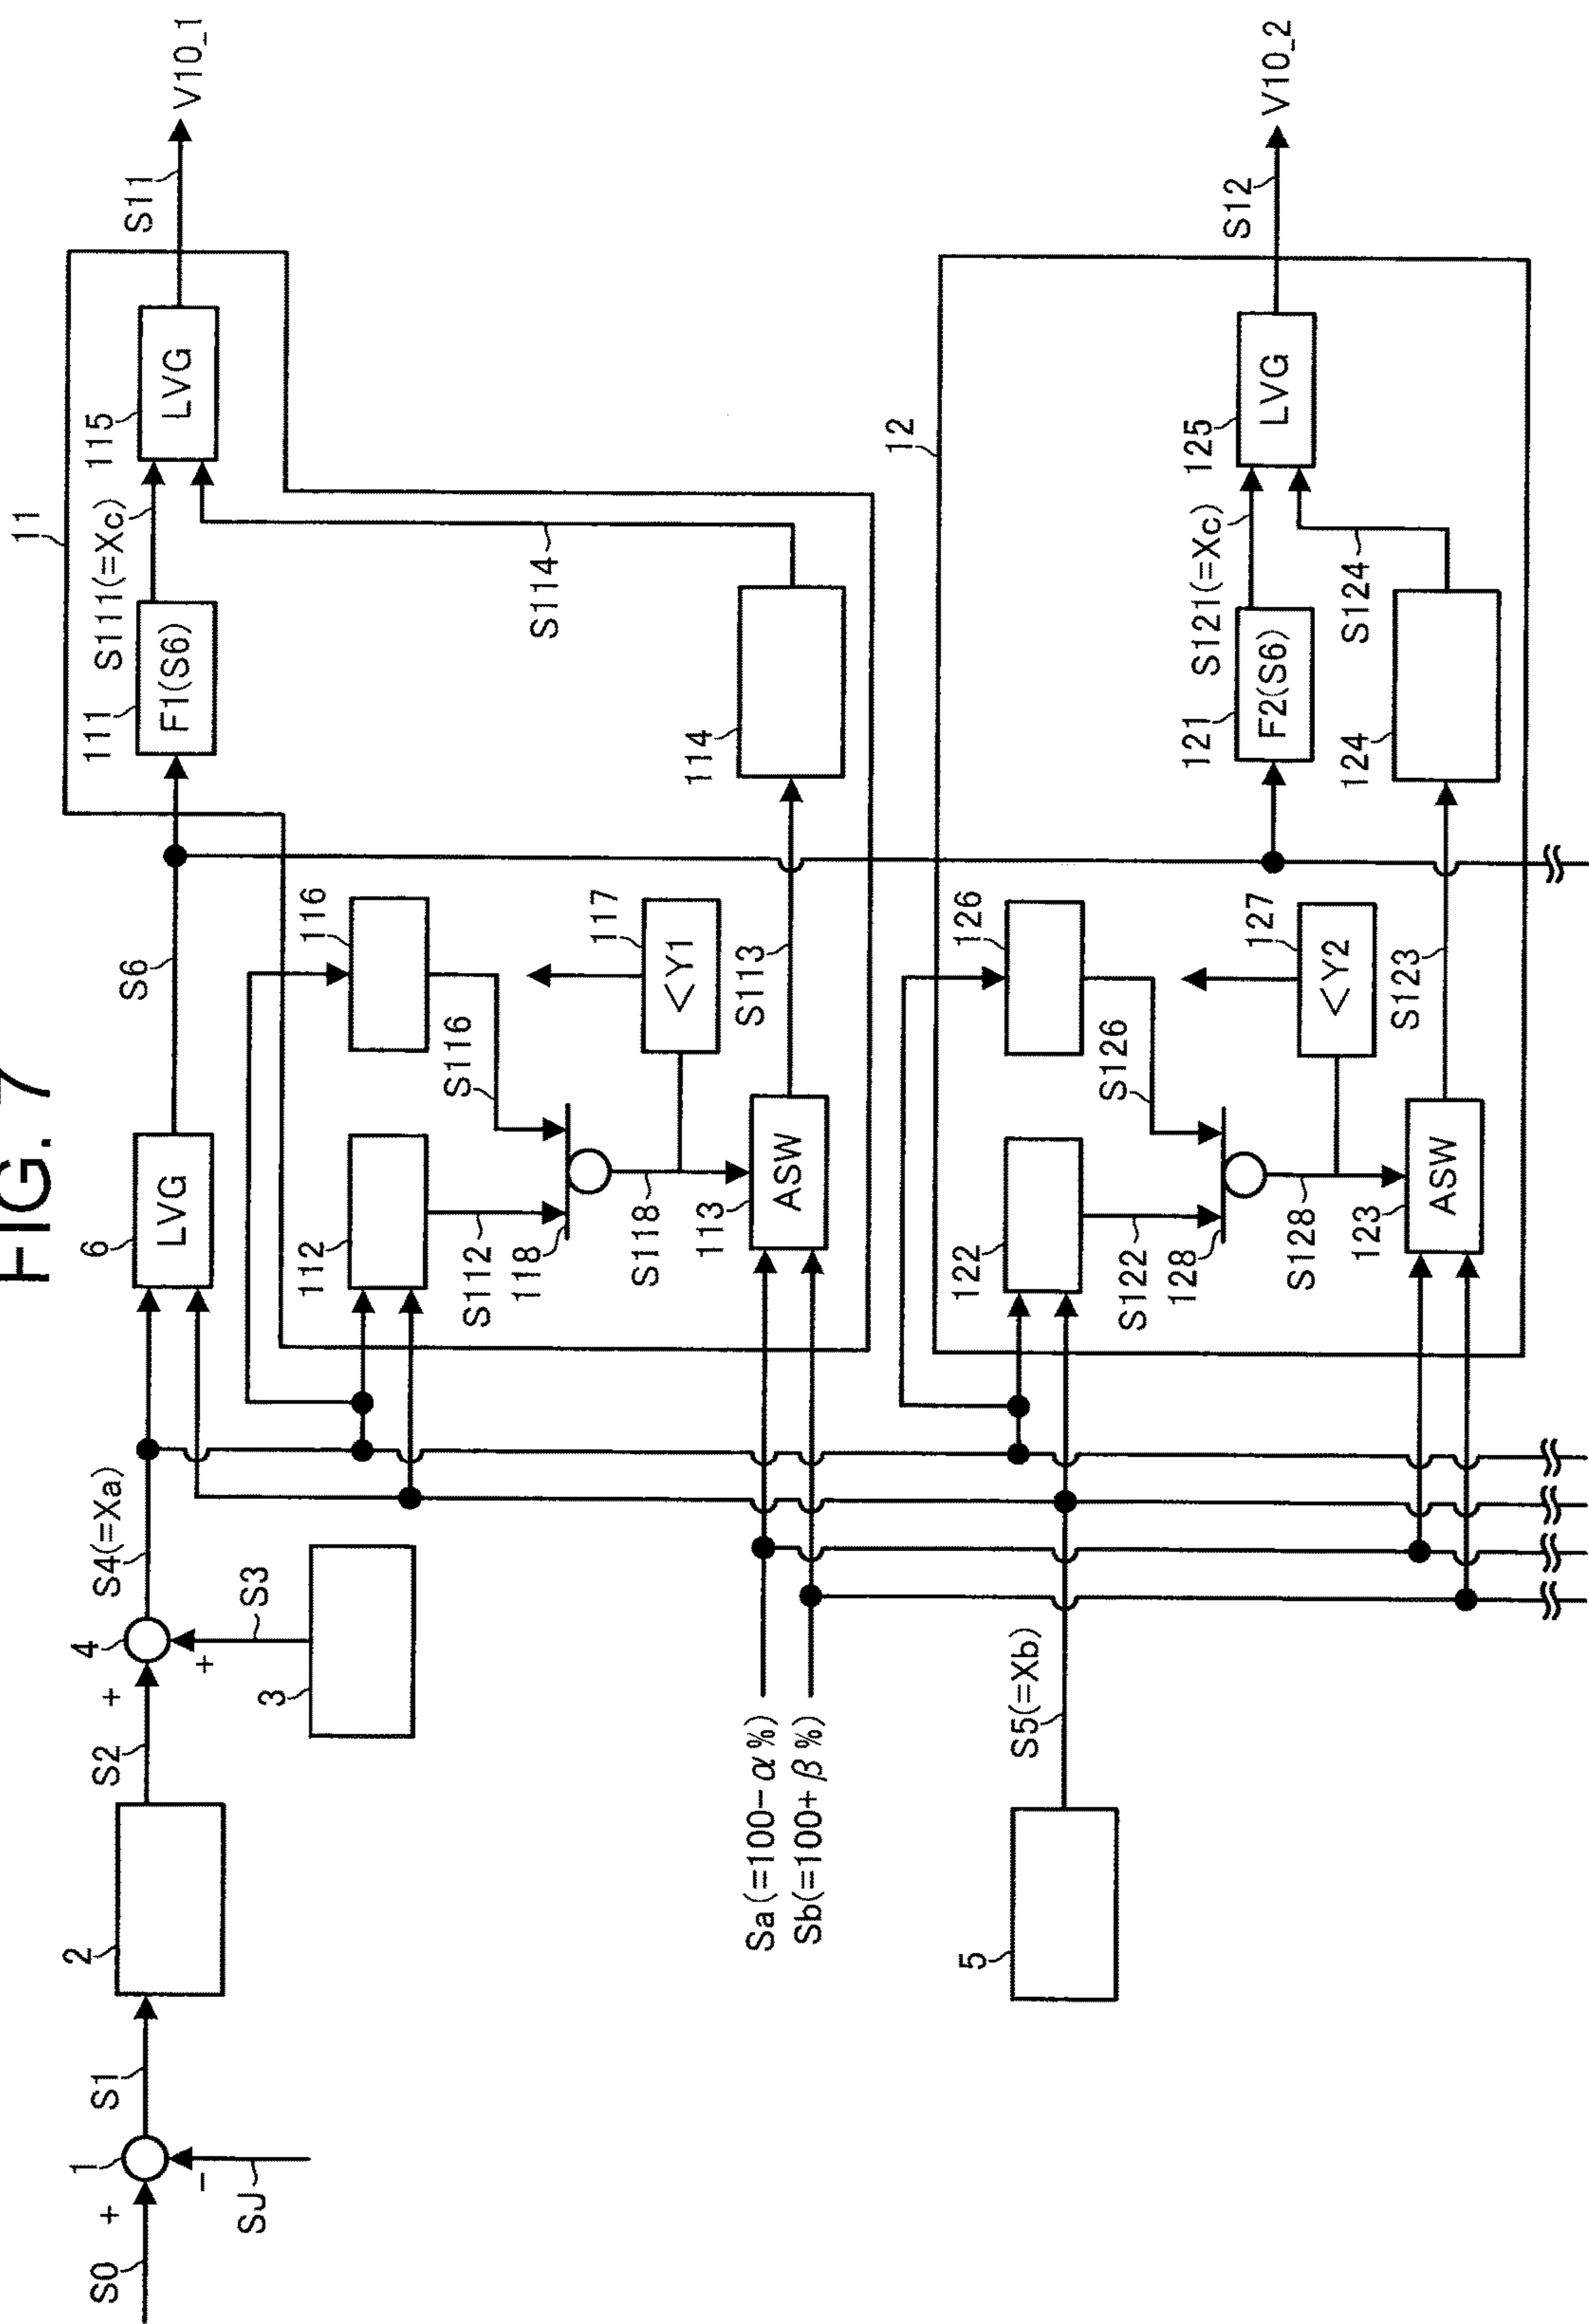 FIG. 7
S0
+
1
-
SJ
S1
2
S2
+
4
+
S3
3
S4(=Xa)
6
LVG
S6
11
111
F1(S6)
S111(=Xc)
115
LVG
S11
V10_1
112
S112
116
S116
118
S118
117
<Y1
113
ASW
S113
114
S114
Sa(=100-α%)
Sb(=100+β%)
5
S5(=Xb)
12
122
S122
126
S126
128
S128
127
<Y2
123
ASW
S123
121
F2(S6)
S121(=Xc)
124
S124
125
LVG
S12
V10_2